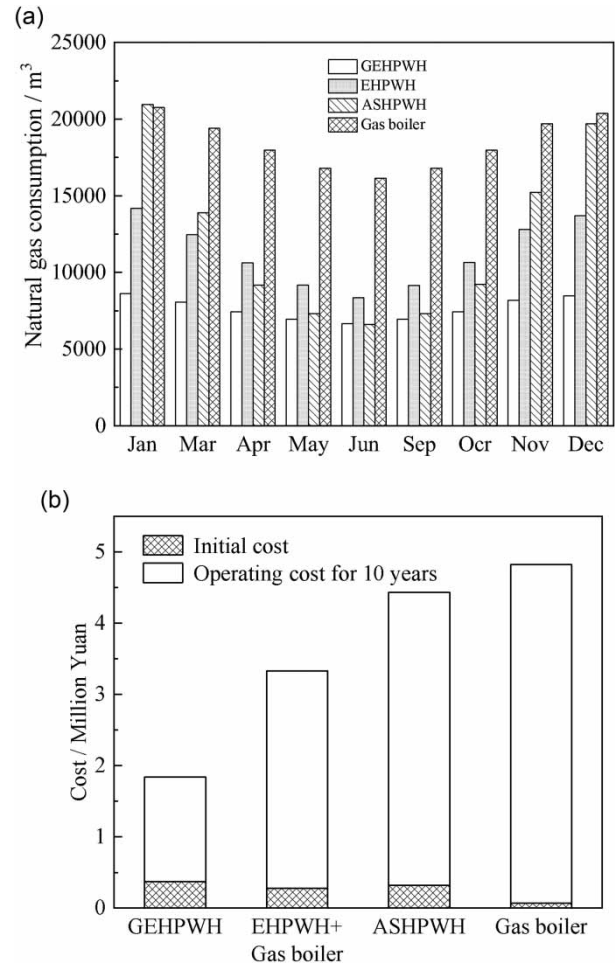 (a)
Natural gas consumption / m³
25000
20000
15000
10000
5000
0
GEHPWH
EHPWH
ASHPWH
Gas boiler
Jan Mar Apr May Jun Sep Ocr Nov Dec
(b)
Cost / Million Yuan
5
4
3
2
1
0
Initial cost
Operating cost for 10 years
GEHPWH EHPWH+ ASHPWH Gas boiler
Gas boiler